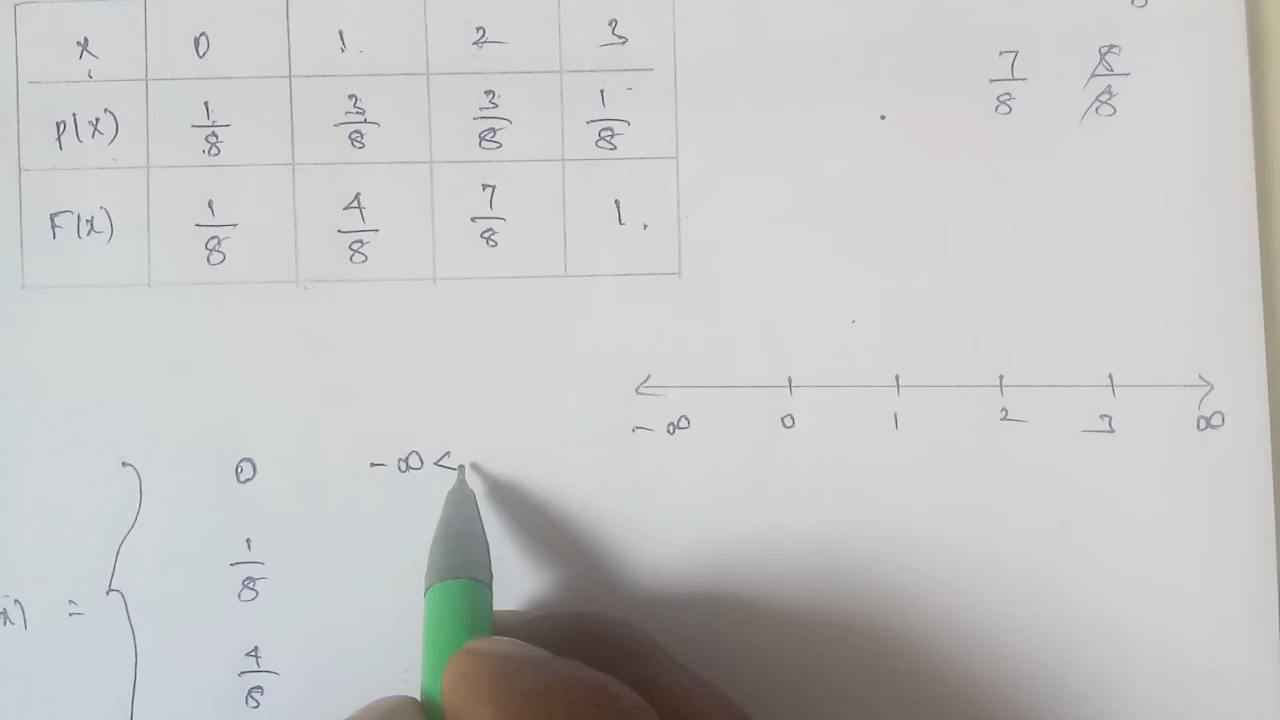 x 0 1 2 3
P(x) 1/8 3/8 3/8 1/8
F(x) 1/8 4/8 7/8 1.
7/8 8/8
-∞ 0 1 2 3 ∞
0 -∞ <
1/8
x) =
4/8